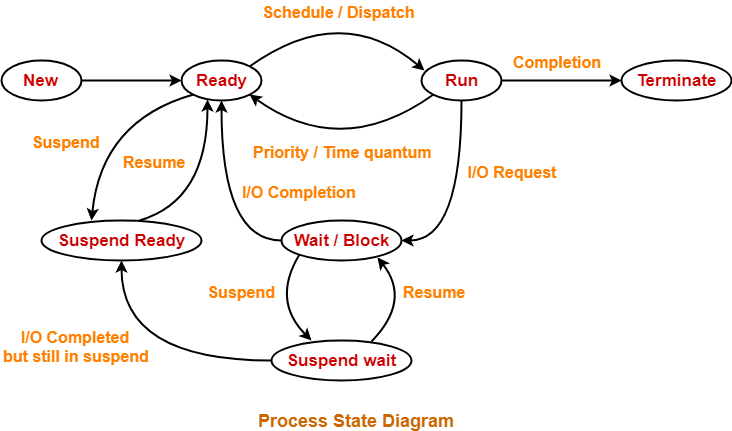 Schedule / Dispatch
New
Ready
Run
Completion
Terminate
Suspend
Resume
Priority / Time quantum
I/O Completion
I/O Request
Suspend Ready
Wait / Block
Suspend
Resume
I/O Completed
but still in suspend
Suspend wait
Process State Diagram